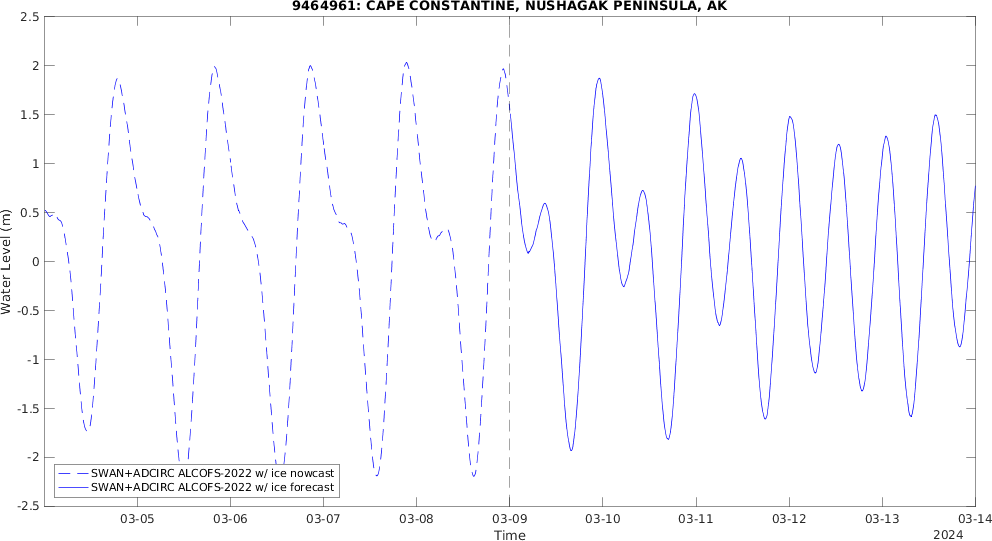 9464961: CAPE CONSTANTINE, NUSHAGAK PENINSULA, AK
2.5
2
1.5
1
0.5
0
-0.5
-1
-1.5
-2
-2.5
Water Level (m)
SWAN+ADCIRC ALCOFS-2022 w/ ice nowcast
SWAN+ADCIRC ALCOFS-2022 w/ ice forecast
03-05 03-06 03-07 03-08 03-09 03-10 03-11 03-12 03-13 03-14
Time
2024